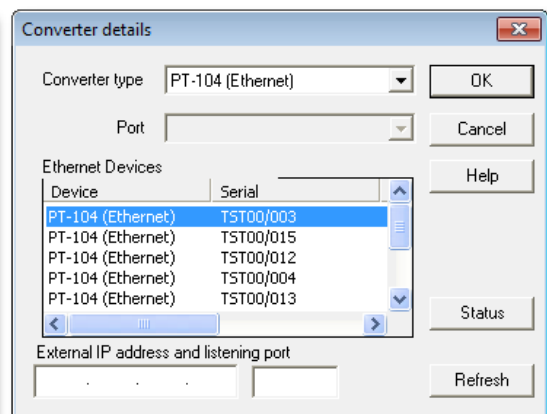 Converter details
Converter type PT-104 (Ethernet) OK
Port Cancel
Ethernet Devices Help
Device Serial
PT-104 (Ethernet) TST00/003
PT-104 (Ethernet) TST00/015
PT-104 (Ethernet) TST00/012
PT-104 (Ethernet) TST00/004
PT-104 (Ethernet) TST00/013
Status
External IP address and listening port
. . . Refresh